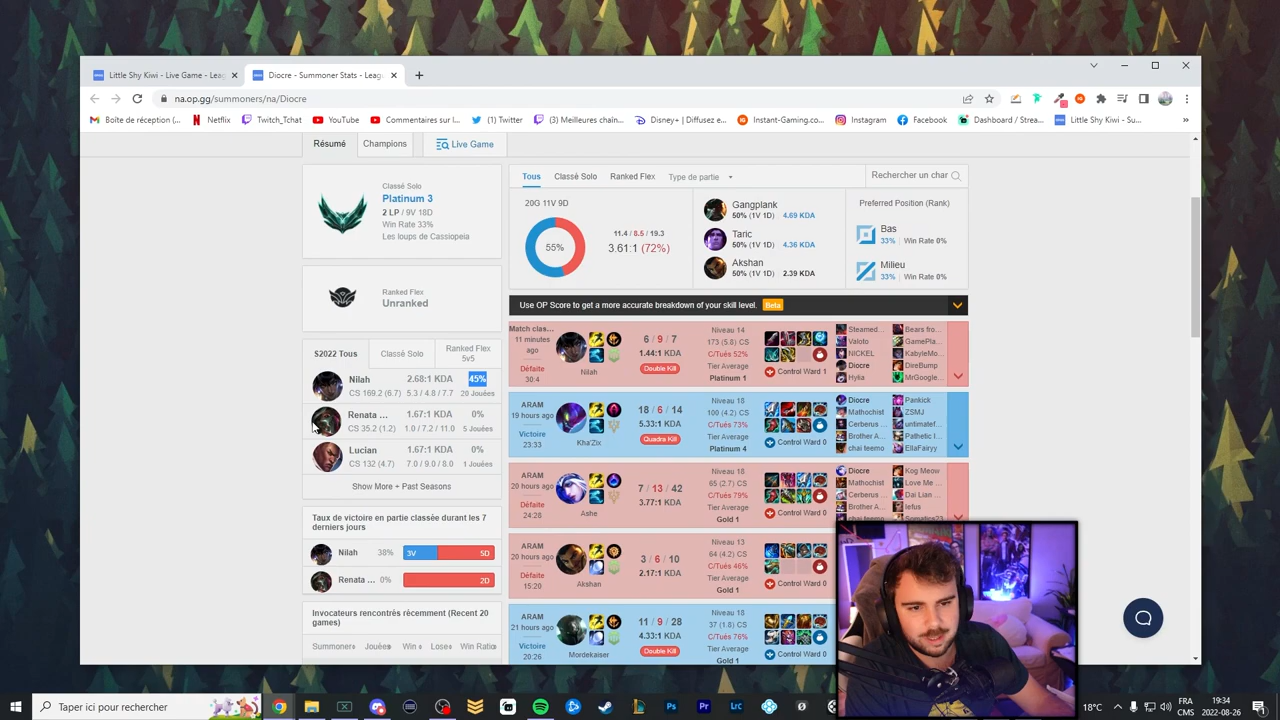 Little Shy Kiwi - Live Game - Leag
Diocre - Summoner Stats - Leagu
na.op.gg/summoners/na/Diocre
Boîte de réception (...
Netflix
Twitch_Tchat
YouTube
Commentaires sur l...
(1) Twitter
(3) Meilleures chaîn...
Disney+ | Diffusez e...
Instant-Gaming.co...
Instagram
Facebook
Dashboard / Strea...
Little Shy Kiwi - Su...
Résumé
Champions
Live Game
Classé Solo
Platinum 3
2 LP / 9V 18D
Win Rate 33%
Les loups de Cassiopeia
Ranked Flex
Unranked
S2022 Tous
Classé Solo
Ranked Flex
5v5
Nilah
2.68:1 KDA
45%
CS 169.2 (6.7)
5.3 / 4.8 / 7.7
20 Jouées
Renata ...
1.67:1 KDA
0%
CS 35.2 (1.2)
1.0 / 7.2 / 11.0
5 Jouées
Lucian
1.67:1 KDA
0%
CS 132 (4.7)
7.0 / 9.0 / 8.0
1 Jouées
Show More + Past Seasons
Taux de victoire en partie classée durant les 7
derniers jours
Nilah
38%
3V
5D
Renata ...
0%
2D
Invocateurs rencontrés récemment (Recent 20
games)
Summoner
Jouées
Win
Lose
Win Ratio
Tous
Classé Solo
Ranked Flex
Type de partie
Rechercher un char
20G 11V 9D
55%
11.4 / 8.5 / 19.3
3.61:1 (72%)
Gangplank
50% (1V 1D)
4.69 KDA
Taric
50% (1V 1D)
4.36 KDA
Akshan
50% (1V 1D)
2.39 KDA
Preferred Position (Rank)
Bas
33%
Win Rate 0%
Milieu
33%
Win Rate 0%
Use OP Score to get a more accurate breakdown of your skill level.
Beta
Match clas...
11 minutes
ago
Défaite
30:4
Nilah
6 / 9 / 7
1.44:1 KDA
Double Kill
Niveau 14
173 (5.8) CS
C/Tués 52%
Tier Average
Platinum 1
Control Ward 1
Steamed...
Valoto
NICKEL
Diocre
Hylia
Bears fro...
GamePla...
KabyleMo...
DireBump
MrGoogle...
ARAM
19 hours ago
Victoire
23:33
Kha'Zix
18 / 6 / 14
5.33:1 KDA
Quadra Kill
Niveau 18
100 (4.2) CS
C/Tués 73%
Tier Average
Platinum 4
Control Ward 0
Diocre
Mathochist
Cerberus ...
Brother A...
chai teemo
Pankick
ZSMJ
untimatef...
Pathetic I...
EllaFairyy
ARAM
20 hours ago
Défaite
24:28
Ashe
7 / 13 / 42
3.77:1 KDA
Niveau 18
65 (2.7) CS
C/Tués 79%
Tier Average
Gold 1
Control Ward 0
Diocre
Mathochist
Cerberus ...
Brother A...
chai teemo
Kog Meow
Love Me ...
Dai Lian ...
Iefus
ARAM
20 hours ago
Défaite
15:20
Akshan
3 / 6 / 10
2.17:1 KDA
Niveau 13
64 (4.2) CS
C/Tués 46%
Tier Average
Gold 1
Control Ward 0
ARAM
21 hours ago
Victoire
20:26
Mordekaiser
11 / 9 / 28
4.33:1 KDA
Double Kill
Niveau 18
37 (1.8) CS
C/Tués 76%
Tier Average
Gold 1
Control Ward 0
Taper ici pour rechercher
Ps
Pr
Lrc
18°C
FRA
CMS
19:34
2022-08-26